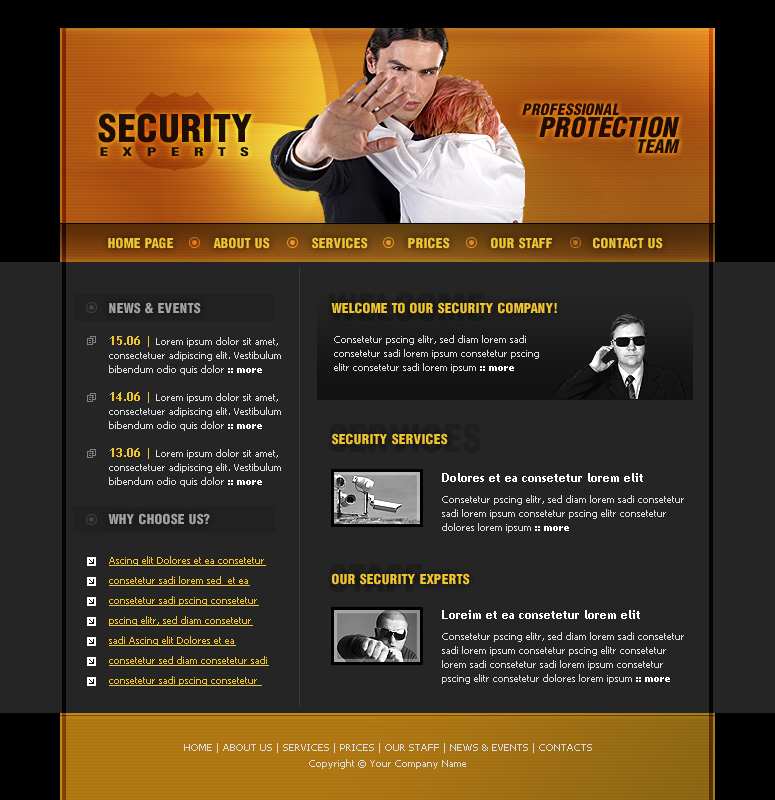 SECURITY
EXPERTS
PROFESSIONAL
PROTECTION
TEAM
HOME PAGE
ABOUT US
SERVICES
PRICES
OUR STAFF
CONTACT US
NEWS & EVENTS
15.06 | Lorem ipsum dolor sit amet,
consectetuer adipiscing elit. Vestibulum
bibendum odio quis dolor :: more
14.06 | Lorem ipsum dolor sit amet,
consectetuer adipiscing elit. Vestibulum
bibendum odio quis dolor :: more
13.06 | Lorem ipsum dolor sit amet,
consectetuer adipiscing elit. Vestibulum
bibendum odio quis dolor :: more
WHY CHOOSE US?
Ascing elit Dolores et ea consetetur
consetetur sadi lorem sed et ea
consetetur sadi pscing consetetur
pscing elitr, sed diam consetetur
sadi Ascing elit Dolores et ea
consetetur sed diam consetetur sadi
consetetur sadi pscing consetetur
WELCOME
WELCOME TO OUR SECURITY COMPANY!
Consetetur pscing elitr, sed diam lorem sadi
consetetur sadi lorem ipsum consetetur pscing
elitr consetetur sadi lorem ipsum :: more
SERVICES
SECURITY SERVICES
Dolores et ea consetetur lorem elit
Consetetur pscing elitr, sed diam lorem sadi consetetur
sadi lorem ipsum consetetur pscing elitr consetetur
dolores lorem ipsum :: more
STAFF
OUR SECURITY EXPERTS
Loreim et ea consetetur lorem elit
Consetetur pscing elitr, sed diam lorem sadi consetetur
sadi lorem ipsum consetetur pscing elitr consetetur
lorem sadi consetetur sadi lorem ipsum consetetur
pscing elitr consetetur dolores lorem ipsum :: more
HOME | ABOUT US | SERVICES | PRICES | OUR STAFF | NEWS & EVENTS | CONTACTS
Copyright © Your Company Name